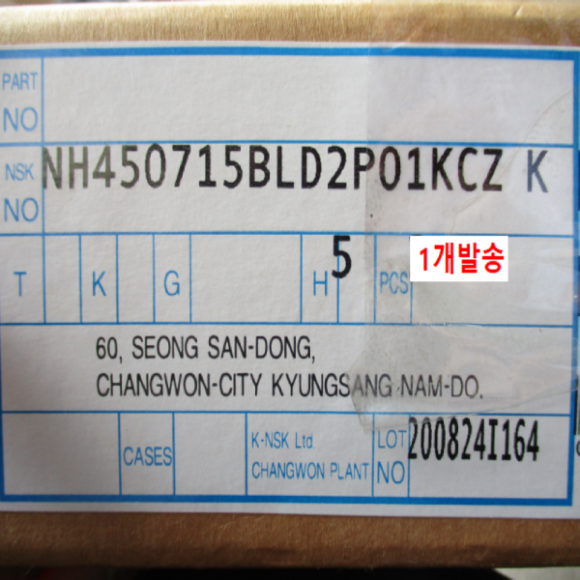 PART NO
NSK NO NH450715BLD2P01KCZ K
T K G H 5 PCS 1개발송
60, SEONG SAN-DONG,
CHANGWON-CITY KYUNGSANG NAM-DO.
CASES K-NSK Ltd CHANGWON PLANT LOT NO 200824I164